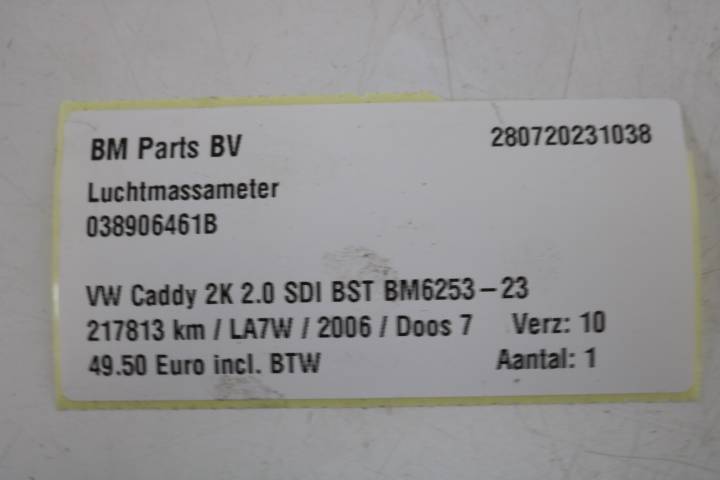 BM Parts BV 280720231038
Luchtmassameter
038906461B
VW Caddy 2K 2.0 SDI BST BM6253-23
217813 km / LA7W / 2006 / Doos 7 Verz: 10
49.50 Euro incl. BTW Aantal: 1